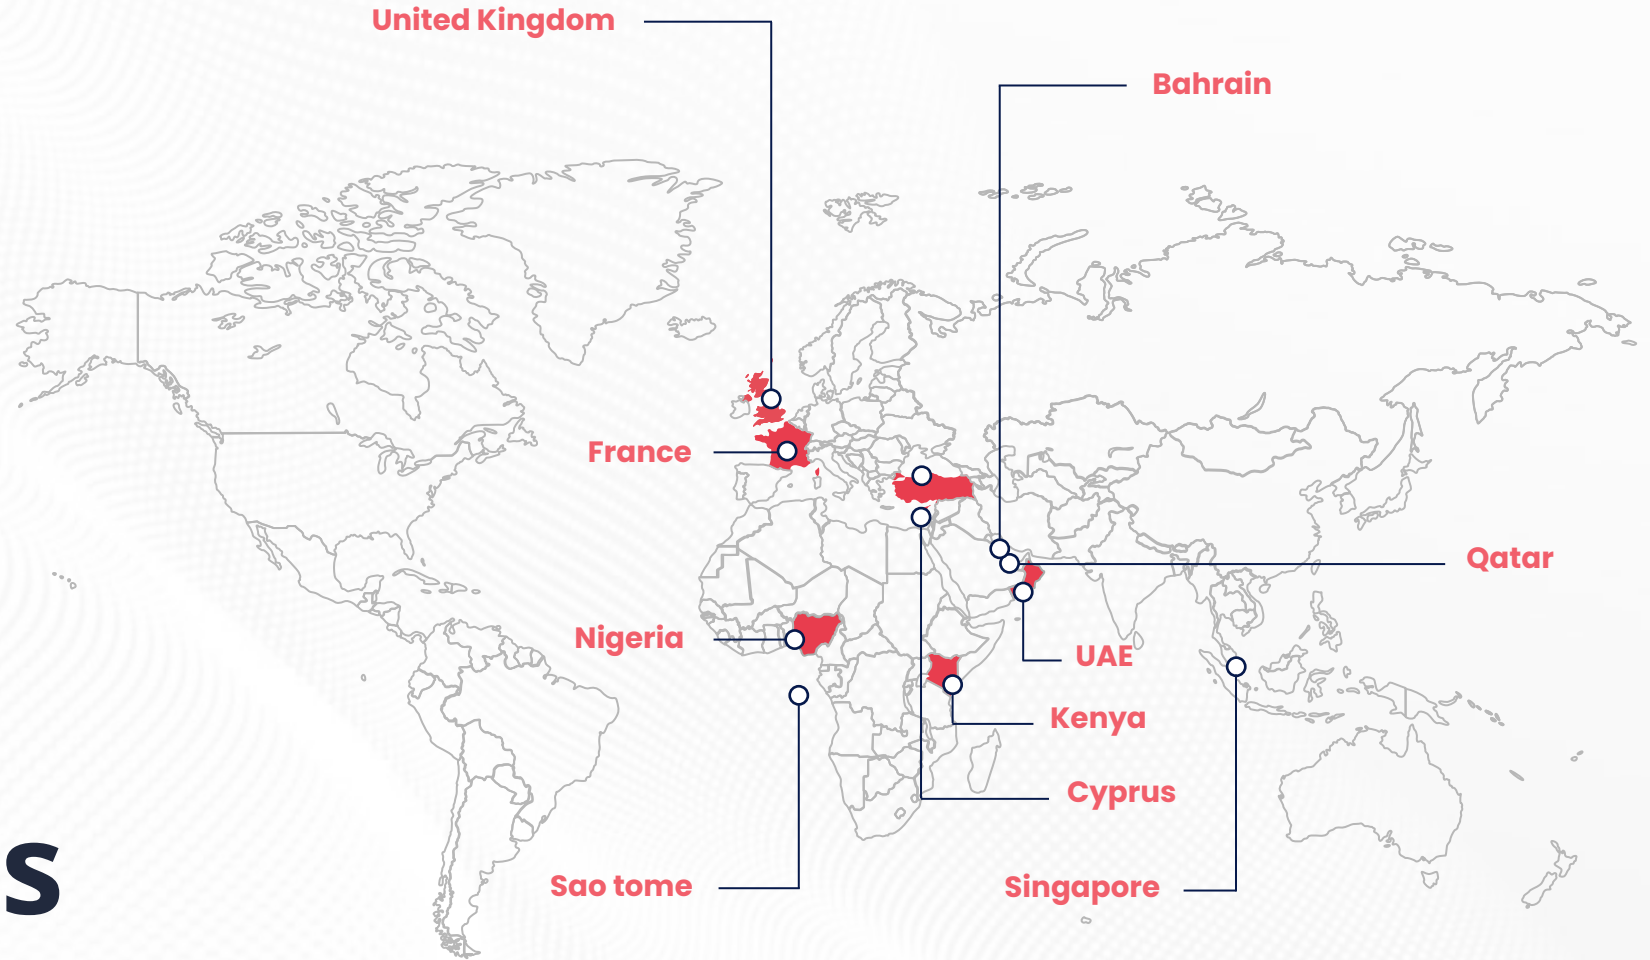 United Kingdom
Bahrain
France
Qatar
Nigeria
UAE
Kenya
Cyprus
s
Sao tome
Singapore